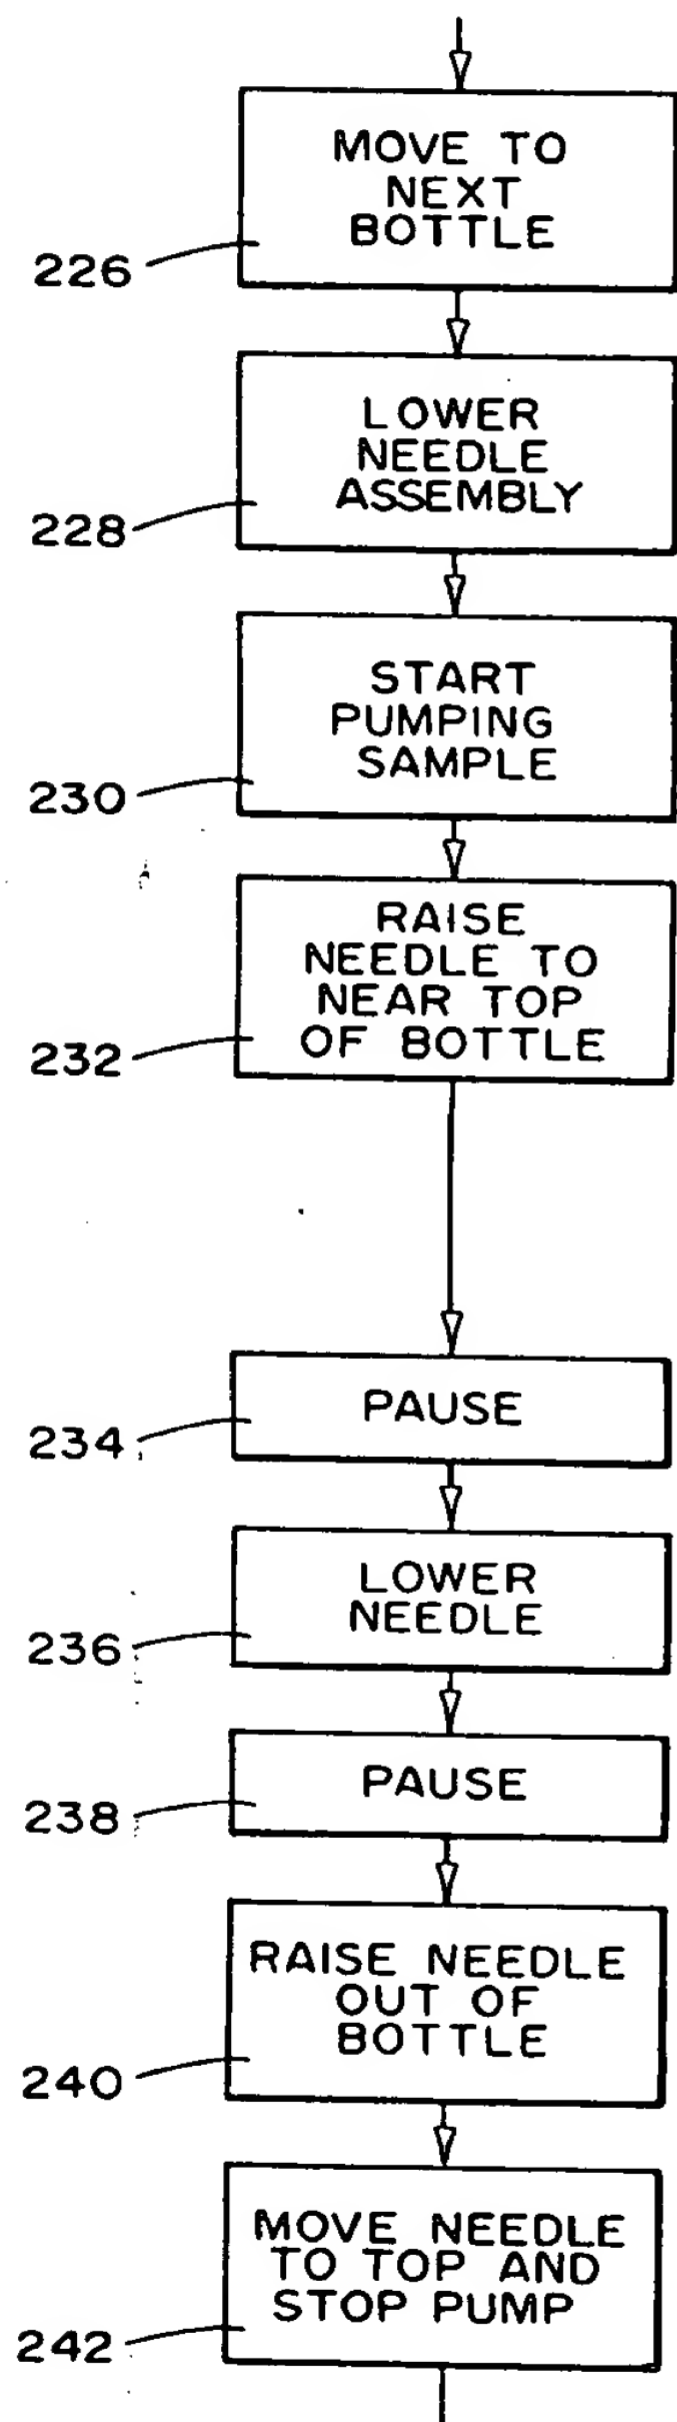 MOVE TO
NEXT
BOTTLE
226
LOWER
NEEDLE
ASSEMBLY
228
START
PUMPING
SAMPLE
230
RAISE
NEEDLE TO
NEAR TOP
OF BOTTLE
232
PAUSE
234
LOWER
NEEDLE
236
PAUSE
238
RAISE NEEDLE
OUT OF
BOTTLE
240
MOVE NEEDLE
TO TOP AND
STOP PUMP
242